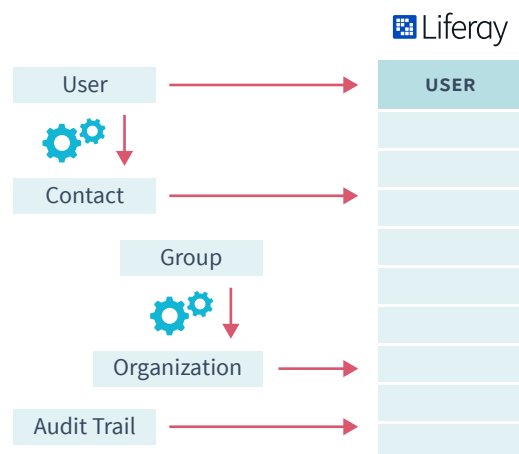 Liferay
User
USER
Contact
Group
Organization
Audit Trail